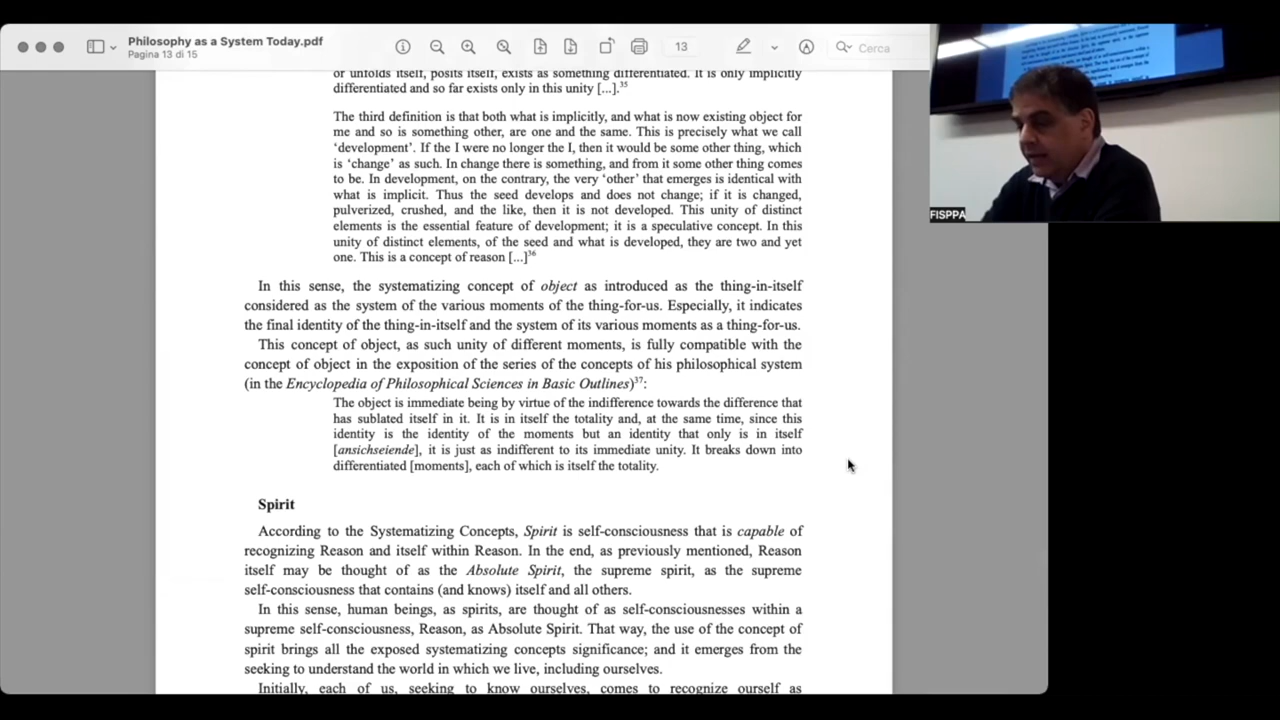 Philosophy as a System Today.pdf
Pagina 13 di 15
13
Cerca
or unfolds itself, posits itself, exists as something differentiated. It is only implicitly
differentiated and so far exists only in this unity [...].35
The third definition is that both what is implicitly, and what is now existing object for
me and so is something other, are one and the same. This is precisely what we call
‘development’. If the I were no longer the I, then it would be some other thing, which
is ‘change’ as such. In change there is something, and from it some other thing comes
to be. In development, on the contrary, the very ‘other’ that emerges is identical with
what is implicit. Thus the seed develops and does not change; if it is changed,
pulverized, crushed, and the like, then it is not developed. This unity of distinct
elements is the essential feature of development; it is a speculative concept. In this
unity of distinct elements, of the seed and what is developed, they are two and yet
one. This is a concept of reason [...]36
In this sense, the systematizing concept of object as introduced as the thing-in-itself
considered as the system of the various moments of the thing-for-us. Especially, it indicates
the final identity of the thing-in-itself and the system of its various moments as a thing-for-us.
This concept of object, as such unity of different moments, is fully compatible with the
concept of object in the exposition of the series of the concepts of his philosophical system
(in the Encyclopedia of Philosophical Sciences in Basic Outlines)37:
The object is immediate being by virtue of the indifference towards the difference that
has sublated itself in it. It is in itself the totality and, at the same time, since this
identity is the identity of the moments but an identity that only is in itself
[ansichseiende], it is just as indifferent to its immediate unity. It breaks down into
differentiated [moments], each of which is itself the totality.
Spirit
According to the Systematizing Concepts, Spirit is self-consciousness that is capable of
recognizing Reason and itself within Reason. In the end, as previously mentioned, Reason
itself may be thought of as the Absolute Spirit, the supreme spirit, as the supreme
self-consciousness that contains (and knows) itself and all others.
In this sense, human beings, as spirits, are thought of as self-consciousnesses within a
supreme self-consciousness, Reason, as Absolute Spirit. That way, the use of the concept of
spirit brings all the exposed systematizing concepts significance; and it emerges from the
seeking to understand the world in which we live, including ourselves.
Initially, each of us, seeking to know ourselves, comes to recognize ourself as
FISPPA